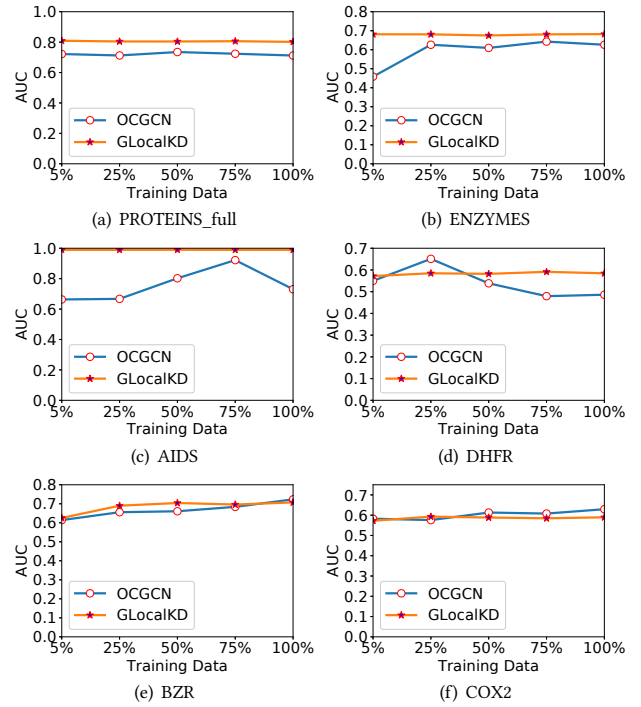 1.0
0.8
0.6
0.4
0.2
0.0
AUC
OCGCN
GLocalKD
5% 25% 50% 75% 100%
Training Data
(a) PROTEINS_full
0.8
0.7
0.6
0.5
0.4
0.3
0.2
0.1
0.0
AUC
OCGCN
GLocalKD
5% 25% 50% 75% 100%
Training Data
(b) ENZYMES
1.0
0.8
0.6
0.4
0.2
0.0
AUC
OCGCN
GLocalKD
5% 25% 50% 75% 100%
Training Data
(c) AIDS
0.7
0.6
0.5
0.4
0.3
0.2
0.1
0.0
AUC
OCGCN
GLocalKD
5% 25% 50% 75% 100%
Training Data
(d) DHFR
0.8
0.7
0.6
0.5
0.4
0.3
0.2
0.1
0.0
AUC
OCGCN
GLocalKD
5% 25% 50% 75% 100%
Training Data
(e) BZR
0.7
0.6
0.5
0.4
0.3
0.2
0.1
0.0
AUC
OCGCN
GLocalKD
5% 25% 50% 75% 100%
Training Data
(f) COX2